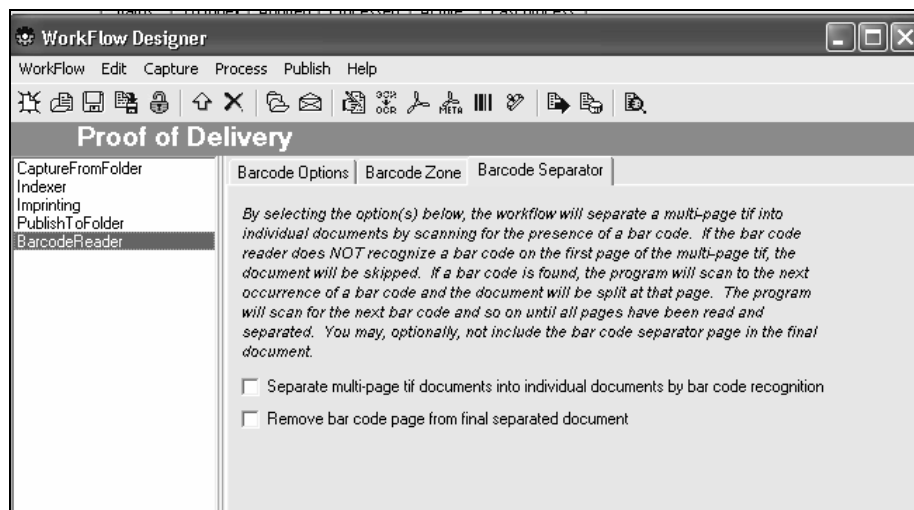 WorkFlow Designer
WorkFlow Edit Capture Process Publish Help
OCR
OCR META
Proof of Delivery
CaptureFromFolder
Indexer
Imprinting
PublishToFolder
BarcodeReader
Barcode Options Barcode Zone Barcode Separator
By selecting the option(s) below, the workflow will separate a multi-page tif into
individual documents by scanning for the presence of a bar code. If the bar code
reader does NOT recognize a bar code on the first page of the multi-page tif, the
document will be skipped. If a bar code is found, the program will scan to the next
occurrence of a bar code and the document will be split at that page. The program
will scan for the next bar code and so on until all pages have been read and
separated. You may, optionally, not include the bar code separator page in the final
document.
Separate multi-page tif documents into individual documents by bar code recognition
Remove bar code page from final separated document